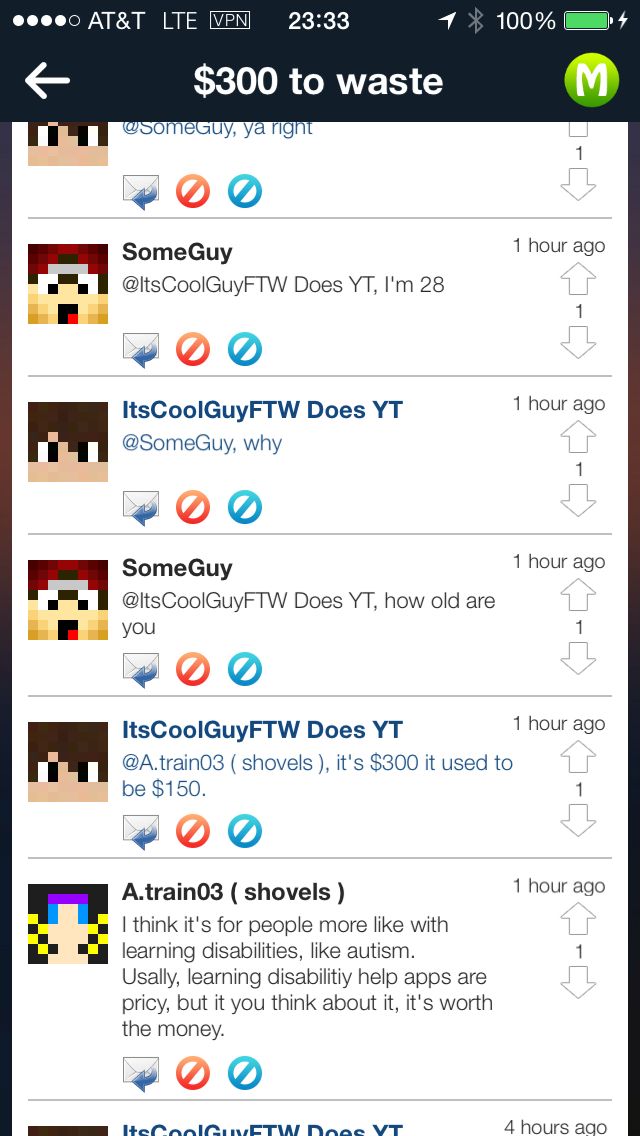 AT&T LTE VPN 23:33 100%
$300 to waste M
@SomeGuy, ya right
1
SomeGuy 1 hour ago
@ItsCoolGuyFTW Does YT, I'm 28
1
ItsCoolGuyFTW Does YT 1 hour ago
@SomeGuy, why
1
SomeGuy 1 hour ago
@ItsCoolGuyFTW Does YT, how old are
you
1
ItsCoolGuyFTW Does YT 1 hour ago
@A.train03 ( shovels ), it's $300 it used to
be $150.
1
A.train03 ( shovels ) 1 hour ago
I think it's for people more like with
learning disabilities, like autism.
1
Usally, learning disabilitiy help apps are
pricy, but it you think about it, it's worth
the money.
ItsCoolGuyFTW Does YT 4 hours ago